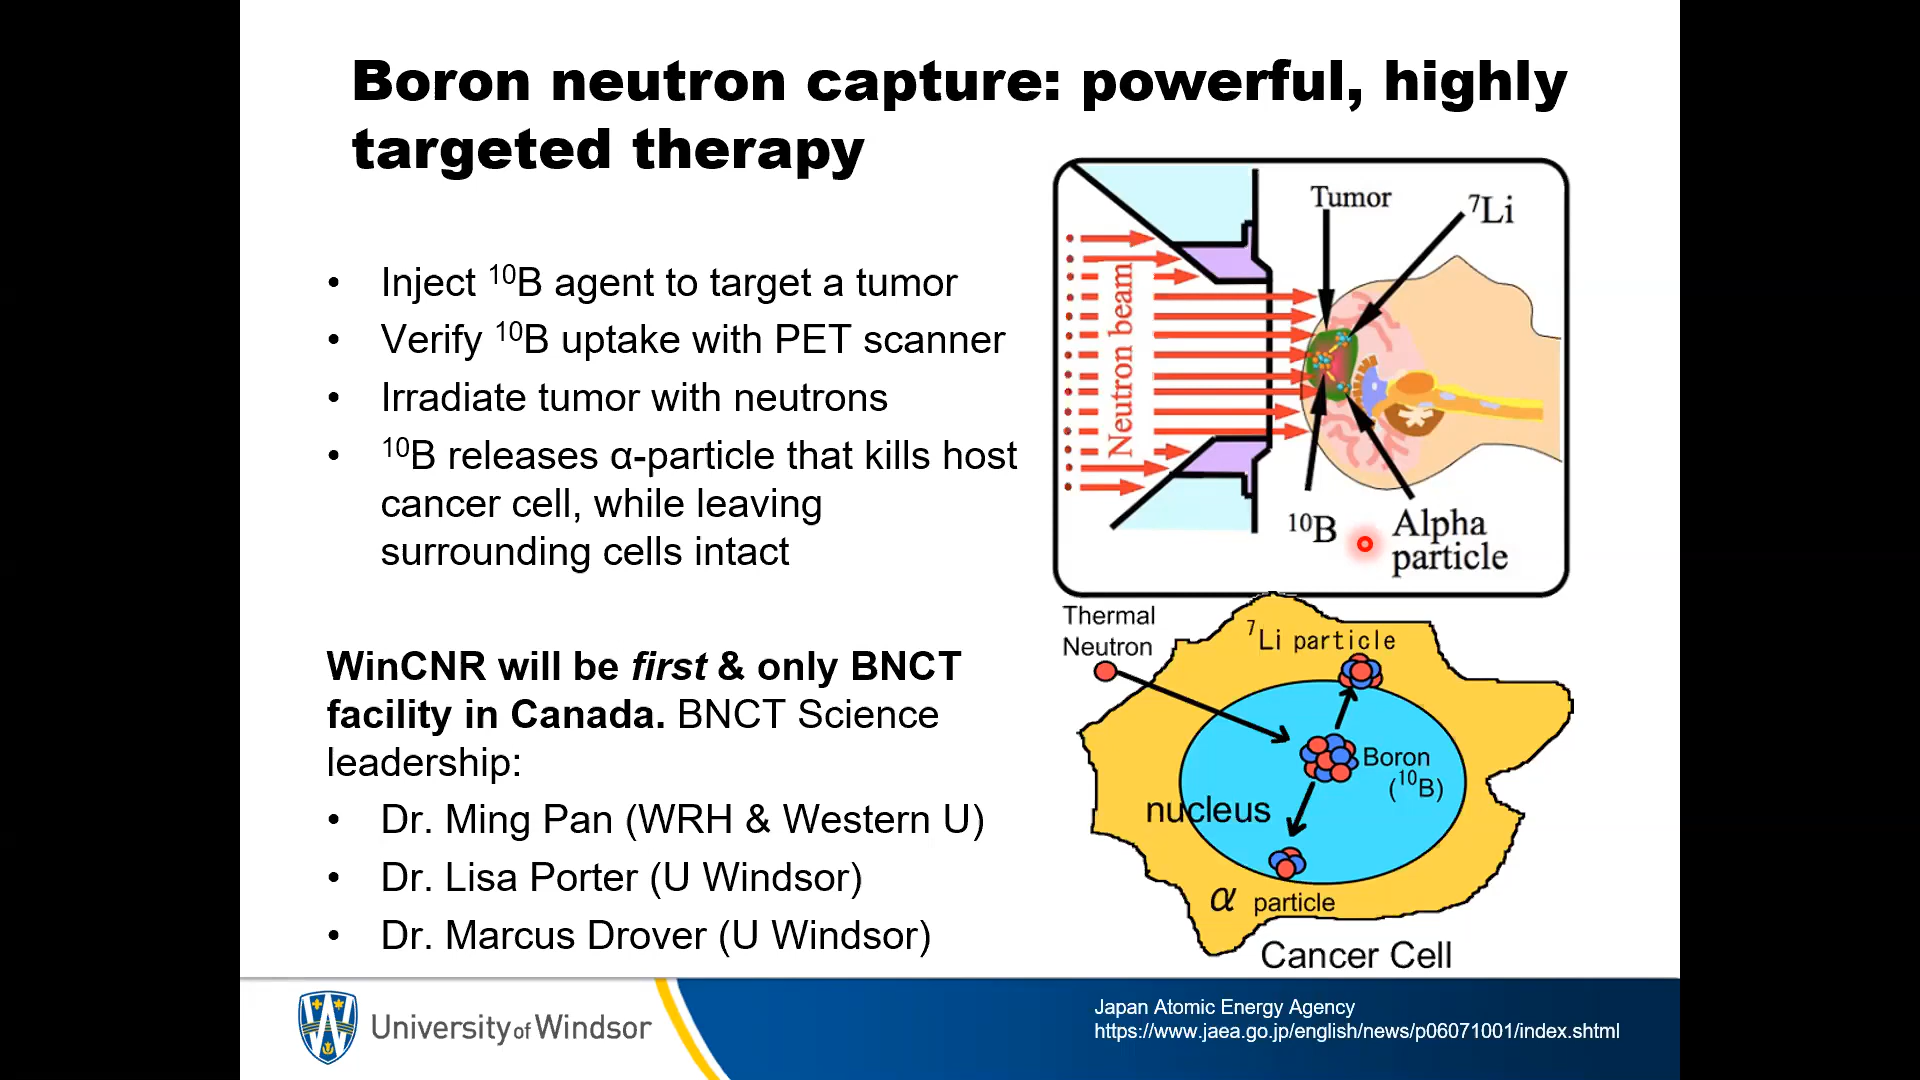 Boron neutron capture: powerful, highly
targeted therapy
• Inject ¹⁰B agent to target a tumor
• Verify ¹⁰B uptake with PET scanner
• Irradiate tumor with neutrons
• ¹⁰B releases α-particle that kills host
cancer cell, while leaving
surrounding cells intact
WinCNR will be first & only BNCT
facility in Canada. BNCT Science
leadership:
• Dr. Ming Pan (WRH & Western U)
• Dr. Lisa Porter (U Windsor)
• Dr. Marcus Drover (U Windsor)
Tumor
⁷Li
Neutron beam
¹⁰B
Alpha
particle
Thermal
Neutron
⁷Li particle
Boron
(¹⁰B)
nucleus
α particle
Cancer Cell
University of Windsor
Japan Atomic Energy Agency
https://www.jaea.go.jp/english/news/p06071001/index.shtml